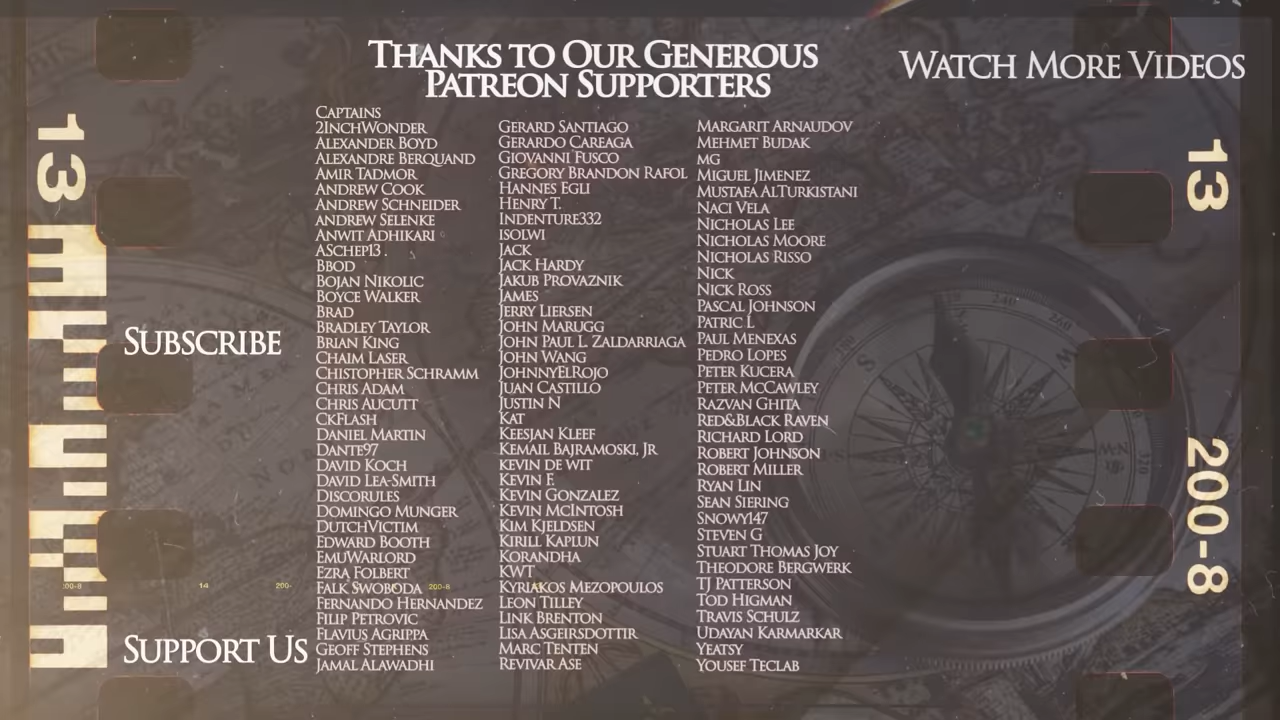 Thanks to Our Generous
Patreon Supporters
Watch More Videos
Captains
2InchWonder
Alexander Boyd
Alexandre Berquand
Amir Tadmor
Andrew Cook
Andrew Schneider
andrew Selenke
Anwit Adhikari
ASchep13 .
Bbod
Bojan Nikolic
Boyce Walker
Brad
Bradley Taylor
Brian King
Chaim Laser
Chistopher Schramm
Chris Adam
Chris Aucutt
CkFlash
Daniel Martin
Dante97
David Koch
David Lea-Smith
Discorules
Domingo Munger
DutchVictim
Edward Booth
EmuWarlord
Ezra Folbert
Falk Swoboda
Fernando Hernandez
Filip Petrovic
Flavius Agrippa
Geoff Stephens
Jamal Alawadhi
Gerard Santiago
Gerardo Careaga
Giovanni Fusco
Gregory Brandon Rafol
Hannes Egli
Henry T.
Indenture332
isolwi
Jack
Jack Hardy
Jakub Provaznik
James
Jerry Liersen
John Marugg
John Paul L. Zaldarriaga
John Wang
JohnnyElRojo
Juan Castillo
Justin N
Kat
Keesjan Kleef
Kemail Bajramoski, Jr
kevin de wit
Kevin F.
Kevin Gonzalez
Kevin McIntosh
Kim Kjeldsen
Kirill Kaplun
Korandha
KWT
Kyriakos Mezopoulos
Leon Tilley
Link Brenton
Lisa Asgeirsdottir
Marc Tenten
Revivar Ase
Margarit Arnaudov
Mehmet Budak
MG
Miguel Jimenez
Mustafa AlTurkistani
Naci Vela
Nicholas Lee
Nicholas Moore
Nicholas Risso
Nick
Nick Ross
Pascal Johnson
Patric L
Paul Menexas
Pedro Lopes
Peter Kucera
Peter McCawley
Razvan Ghita
Red&Black Raven
Richard Lord
Robert Johnson
Robert Miller
Ryan Lin
Sean Siering
Snowy147
Steven G
Stuart Thomas Joy
Theodore Bergwerk
TJ Patterson
Tod Higman
Travis Schulz
Udayan Karmarkar
Yeatsy
Yousef Teclab
Subscribe
Support Us
13
13
200-8
14
200-
200-8